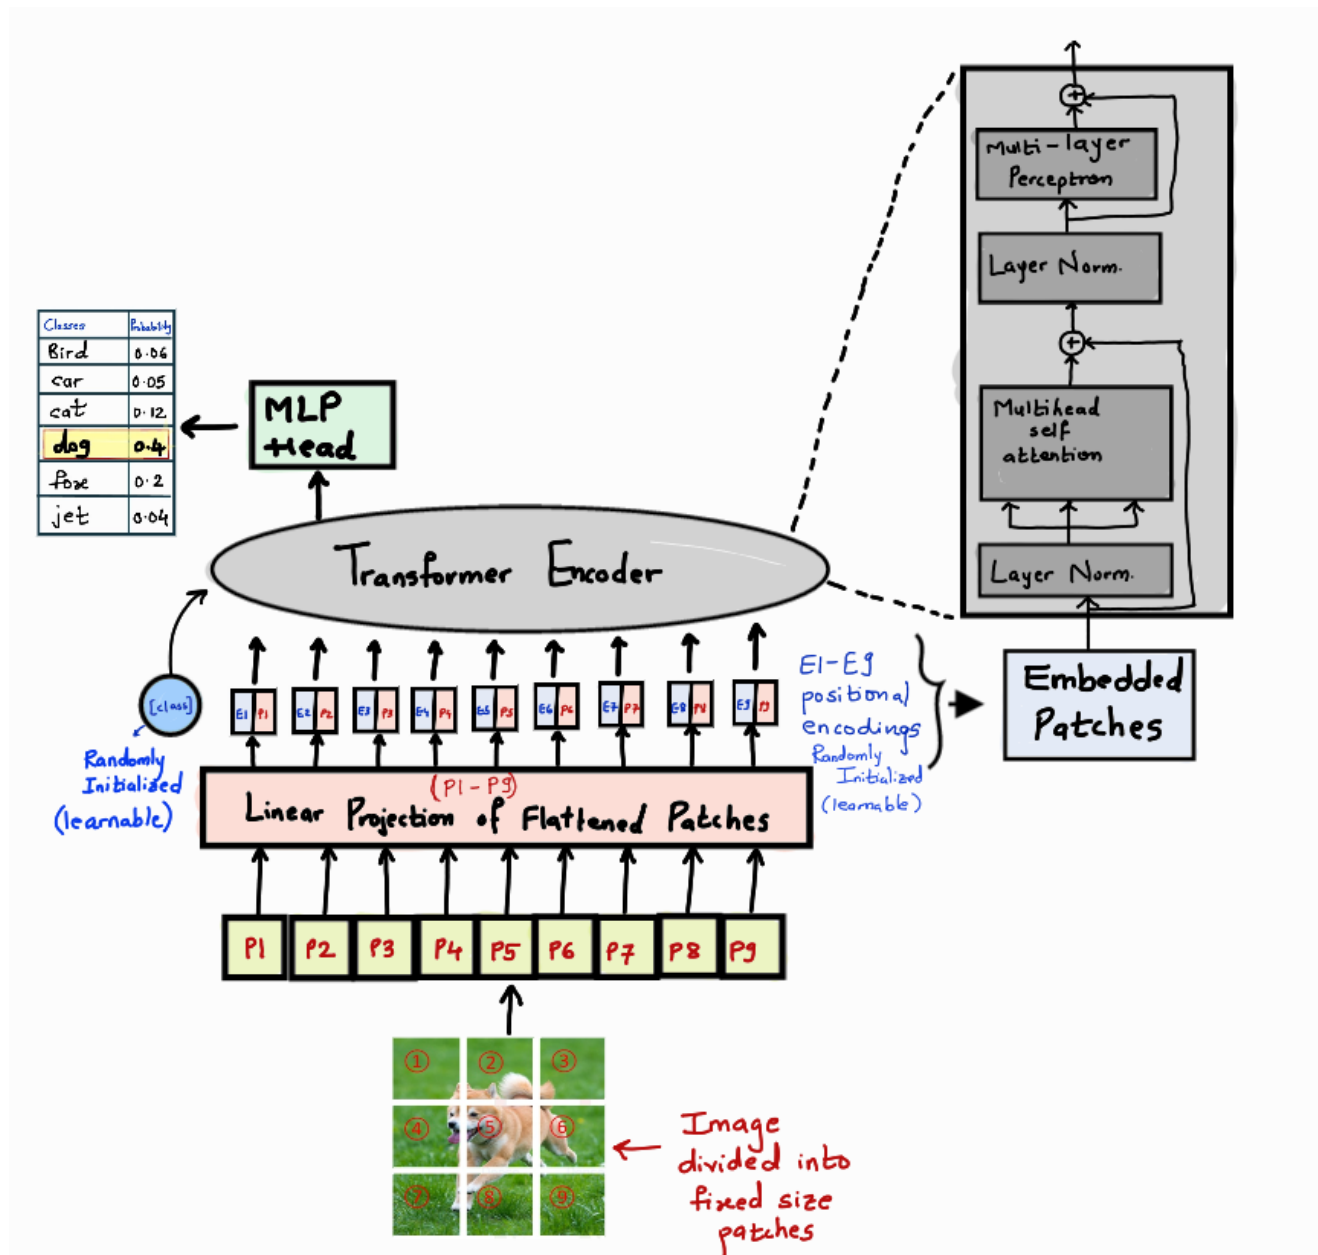 +
Multi-layer
Perceptron
Layer Norm.
+
Multihead
self
attention
Layer Norm.
Embedded
Patches
Classes Probability
Bird 0.06
car 0.05
cat 0.12
dog 0.4
foxe 0.2
jet 0.04
MLP
Head
Transformer Encoder
[class]
Randomly
Initialized
(learnable)
E1 P1 E2 P2 E3 P3 E4 P4 E5 P5 E6 P6 E7 P7 E8 P8 E9 P9
E1-E9
positional
encodings
Randomly
Initialized
(learnable)
(P1-P9)
Linear Projection of Flattened Patches
P1 P2 P3 P4 P5 P6 P7 P8 P9
1 2 3
4 5 6
7 8 9
Image
divided into
fixed size
patches